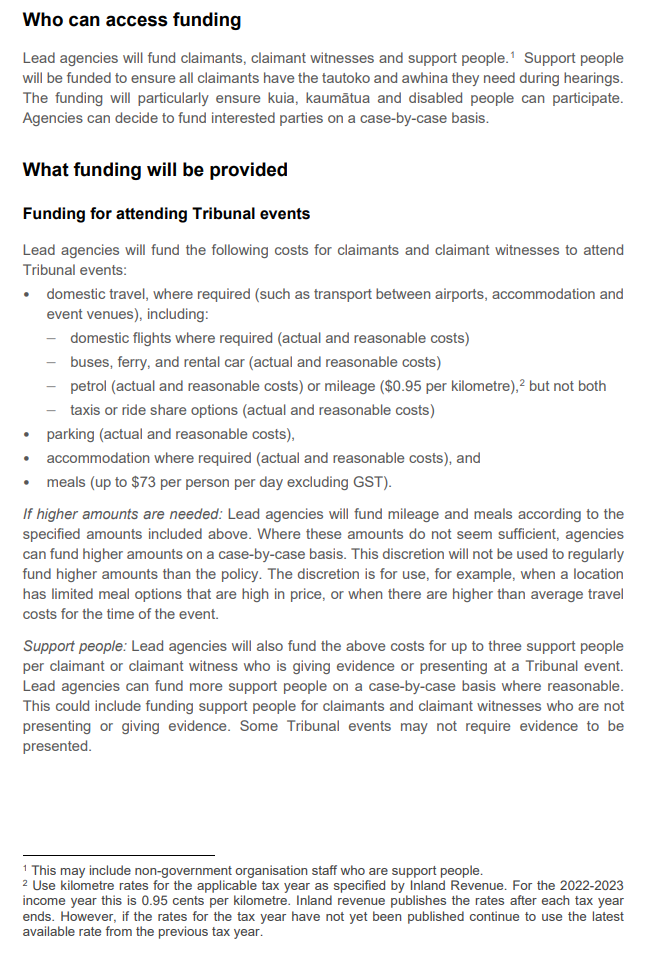 Who can access funding
Lead agencies will fund claimants, claimant witnesses and support people.¹ Support people
will be funded to ensure all claimants have the tautoko and awhina they need during hearings.
The funding will particularly ensure kuia, kaumātua and disabled people can participate.
Agencies can decide to fund interested parties on a case-by-case basis.
What funding will be provided
Funding for attending Tribunal events
Lead agencies will fund the following costs for claimants and claimant witnesses to attend
Tribunal events:
• domestic travel, where required (such as transport between airports, accommodation and
event venues), including:
– domestic flights where required (actual and reasonable costs)
– buses, ferry, and rental car (actual and reasonable costs)
– petrol (actual and reasonable costs) or mileage ($0.95 per kilometre),² but not both
– taxis or ride share options (actual and reasonable costs)
• parking (actual and reasonable costs),
• accommodation where required (actual and reasonable costs), and
• meals (up to $73 per person per day excluding GST).
If higher amounts are needed: Lead agencies will fund mileage and meals according to the
specified amounts included above. Where these amounts do not seem sufficient, agencies
can fund higher amounts on a case-by-case basis. This discretion will not be used to regularly
fund higher amounts than the policy. The discretion is for use, for example, when a location
has limited meal options that are high in price, or when there are higher than average travel
costs for the time of the event.
Support people: Lead agencies will also fund the above costs for up to three support people
per claimant or claimant witness who is giving evidence or presenting at a Tribunal event.
Lead agencies can fund more support people on a case-by-case basis where reasonable.
This could include funding support people for claimants and claimant witnesses who are not
presenting or giving evidence. Some Tribunal events may not require evidence to be
presented.
¹ This may include non-government organisation staff who are support people.
² Use kilometre rates for the applicable tax year as specified by Inland Revenue. For the 2022-2023
income year this is 0.95 cents per kilometre. Inland revenue publishes the rates after each tax year
ends. However, if the rates for the tax year have not yet been published continue to use the latest
available rate from the previous tax year.